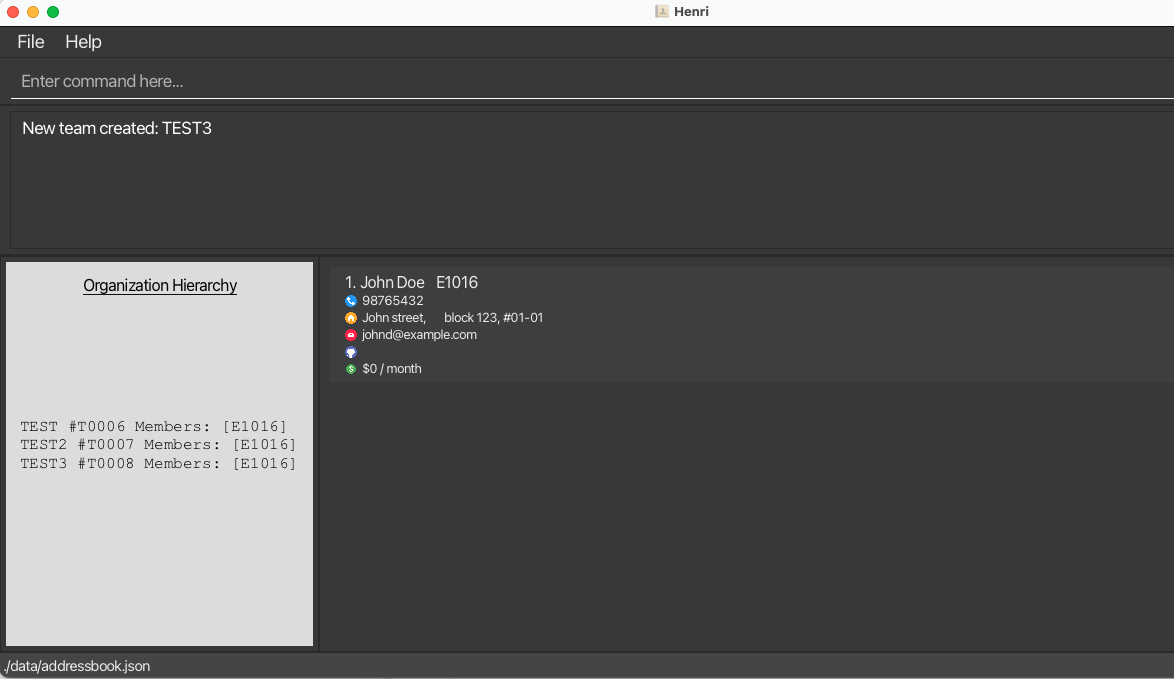 Henri
File Help
Enter command here...
New team created: TEST3
Organization Hierarchy
TEST #T0006 Members: [E1016]
TEST2 #T0007 Members: [E1016]
TEST3 #T0008 Members: [E1016]
1. John Doe E1016
98765432
John street, block 123, #01-01
johnd@example.com
$0 / month
./data/addressbook.json